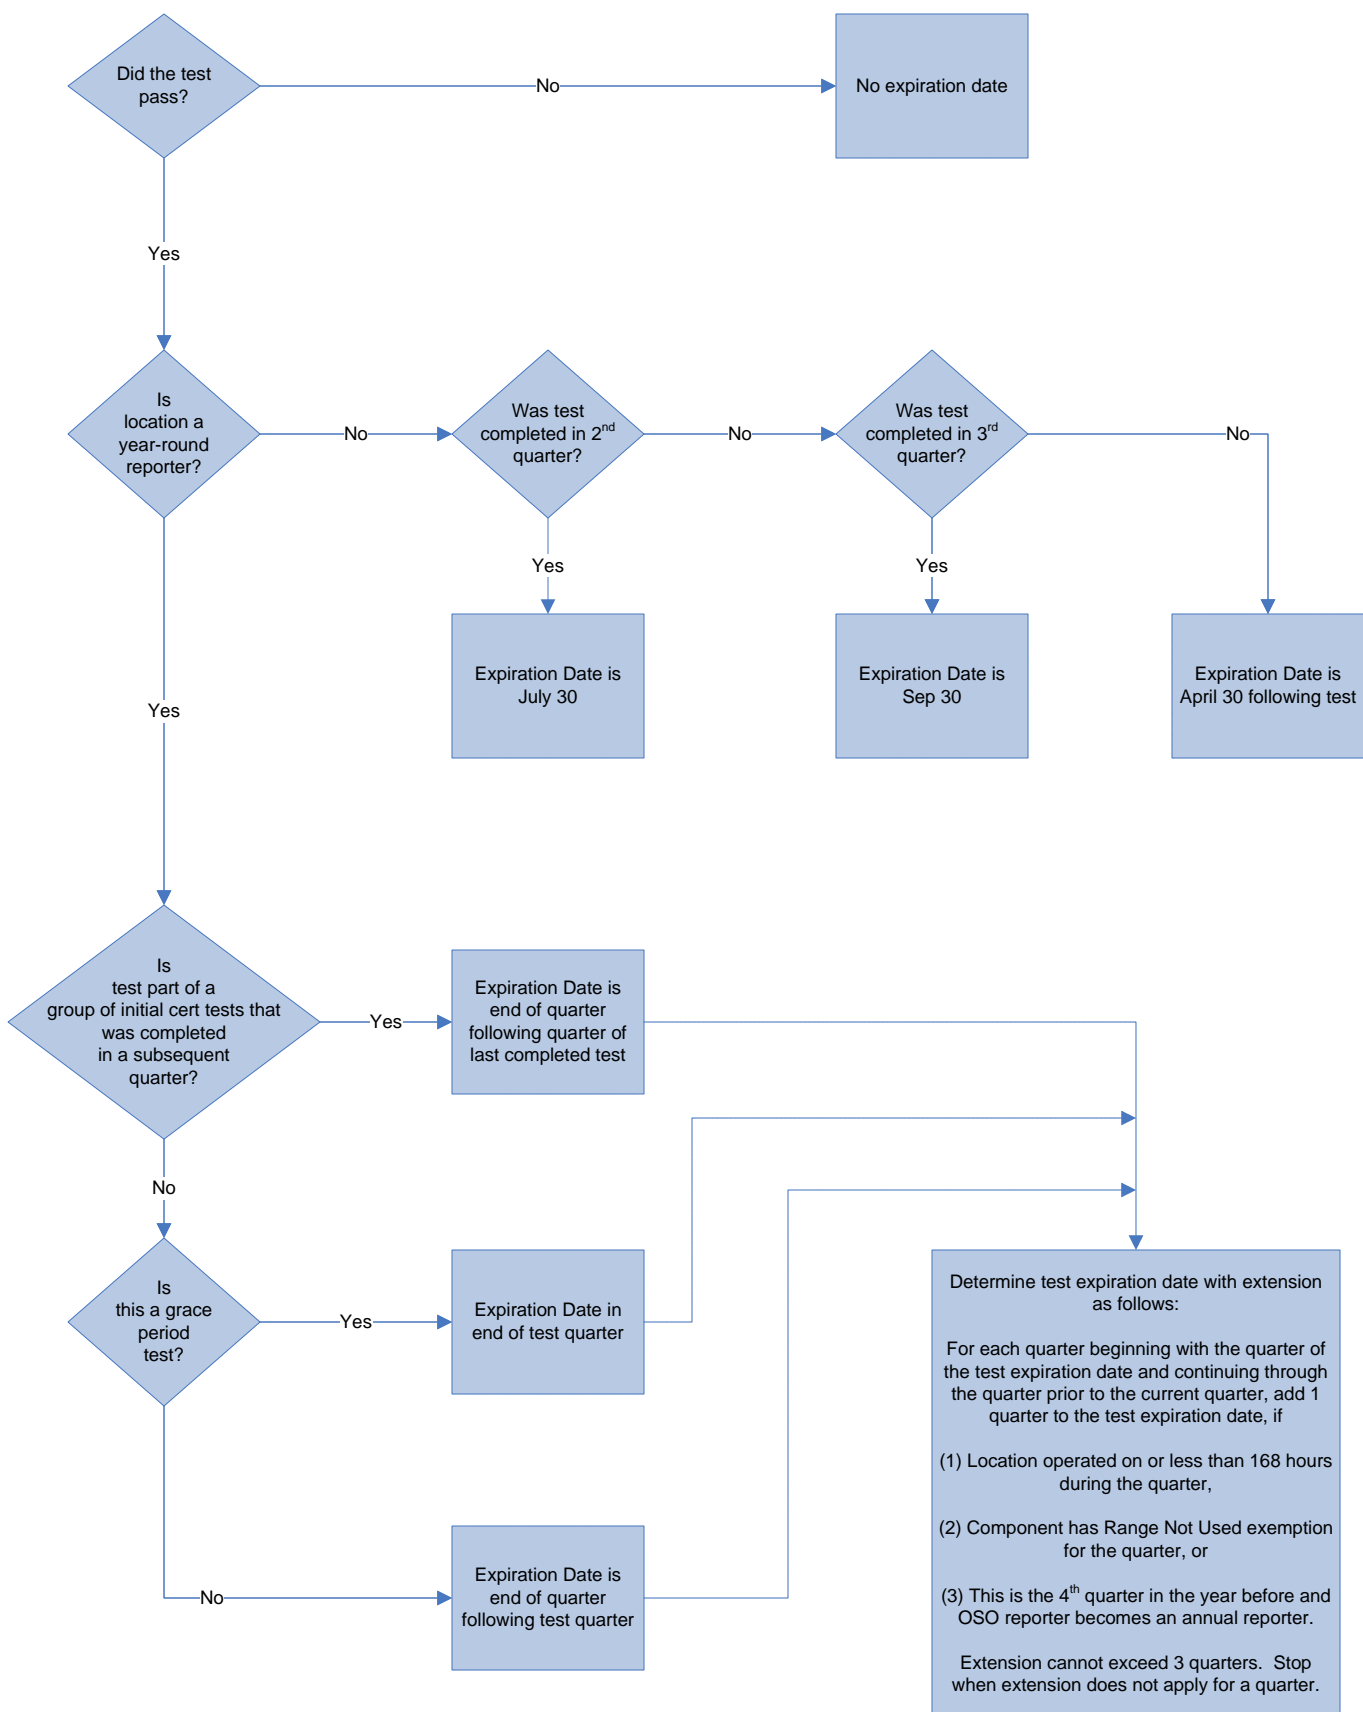 Did the test
pass?
No
No expiration date
Yes
Is
location a
year-round
reporter?
No
Was test
completed in 2nd
quarter?
No
Was test
completed in 3rd
quarter?
No
Yes
Yes
Expiration Date is
July 30
Expiration Date is
Sep 30
Expiration Date is
April 30 following test
Yes
Is
test part of a
group of initial cert tests that
was completed
in a subsequent
quarter?
Yes
Expiration Date is
end of quarter
following quarter of
last completed test
No
Is
this a grace
period
test?
Yes
Expiration Date in
end of test quarter
No
Expiration Date is
end of quarter
following test quarter
Determine test expiration date with extension
as follows:
For each quarter beginning with the quarter of
the test expiration date and continuing through
the quarter prior to the current quarter, add 1
quarter to the test expiration date, if
(1) Location operated on or less than 168 hours
during the quarter,
(2) Component has Range Not Used exemption
for the quarter, or
(3) This is the 4th quarter in the year before and
OSO reporter becomes an annual reporter.
Extension cannot exceed 3 quarters.  Stop
when extension does not apply for a quarter.